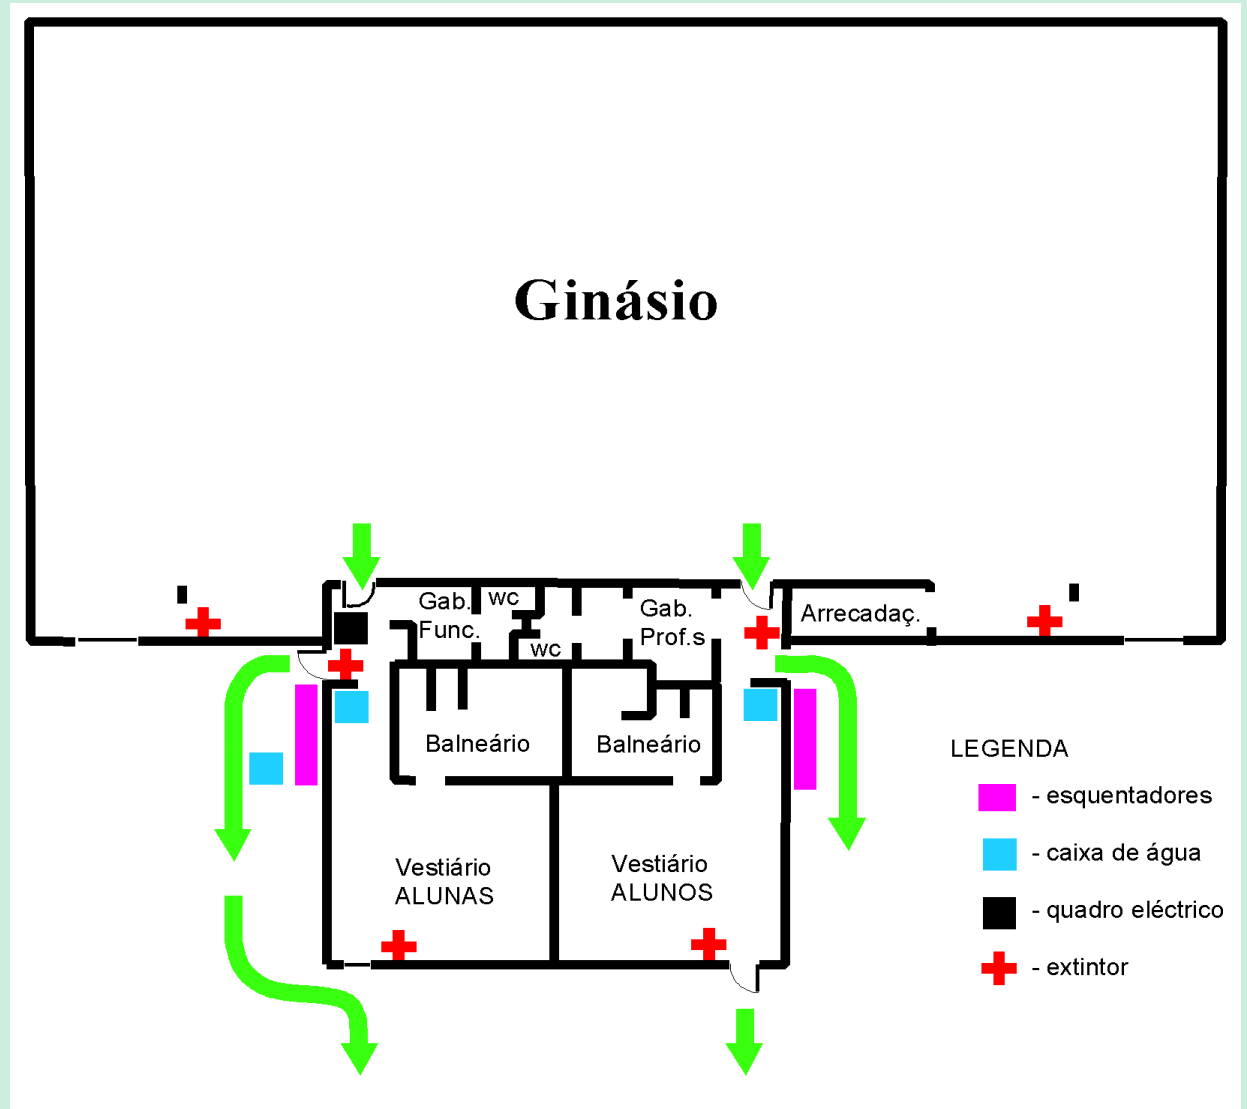 Ginásio
Gab.
Func.
wc
wc
Gab.
Prof.s
Arrecadaç.
Balneário
Balneário
LEGENDA
- esquentadores
- caixa de água
- quadro eléctrico
- extintor
Vestiário
ALUNAS
Vestiário
ALUNOS